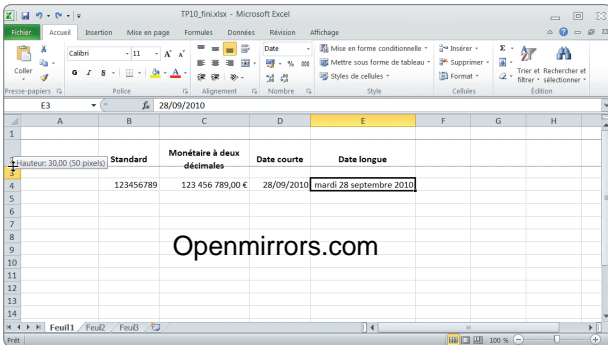 TP10_fini.xlsx - Microsoft Excel
Fichier Accueil Insertion Mise en page Formules Données Révision Affichage
Calibri 11 A A Date Mise en forme conditionnelle Insérer Σ
Coller G I S A % 000 Mettre sous forme de tableau Supprimer Trier et filtrer Rechercher et sélectionner
Styles de cellules Format
Presse-papiers Police Alignement Nombre Style Cellules Édition
E3 fx 28/09/2010
A B C D E F G H
1
Standard Monétaire à deux décimales Date courte Date longue
Hauteur: 30,00 (50 pixels)
3
4 123456789 123 456 789,00 € 28/09/2010 mardi 28 septembre 2010
5
6
7
8
9 Openmirrors.com
10
11
12
13
14
Feuil1 Feuil2 Feuil3
Prêt 100 %